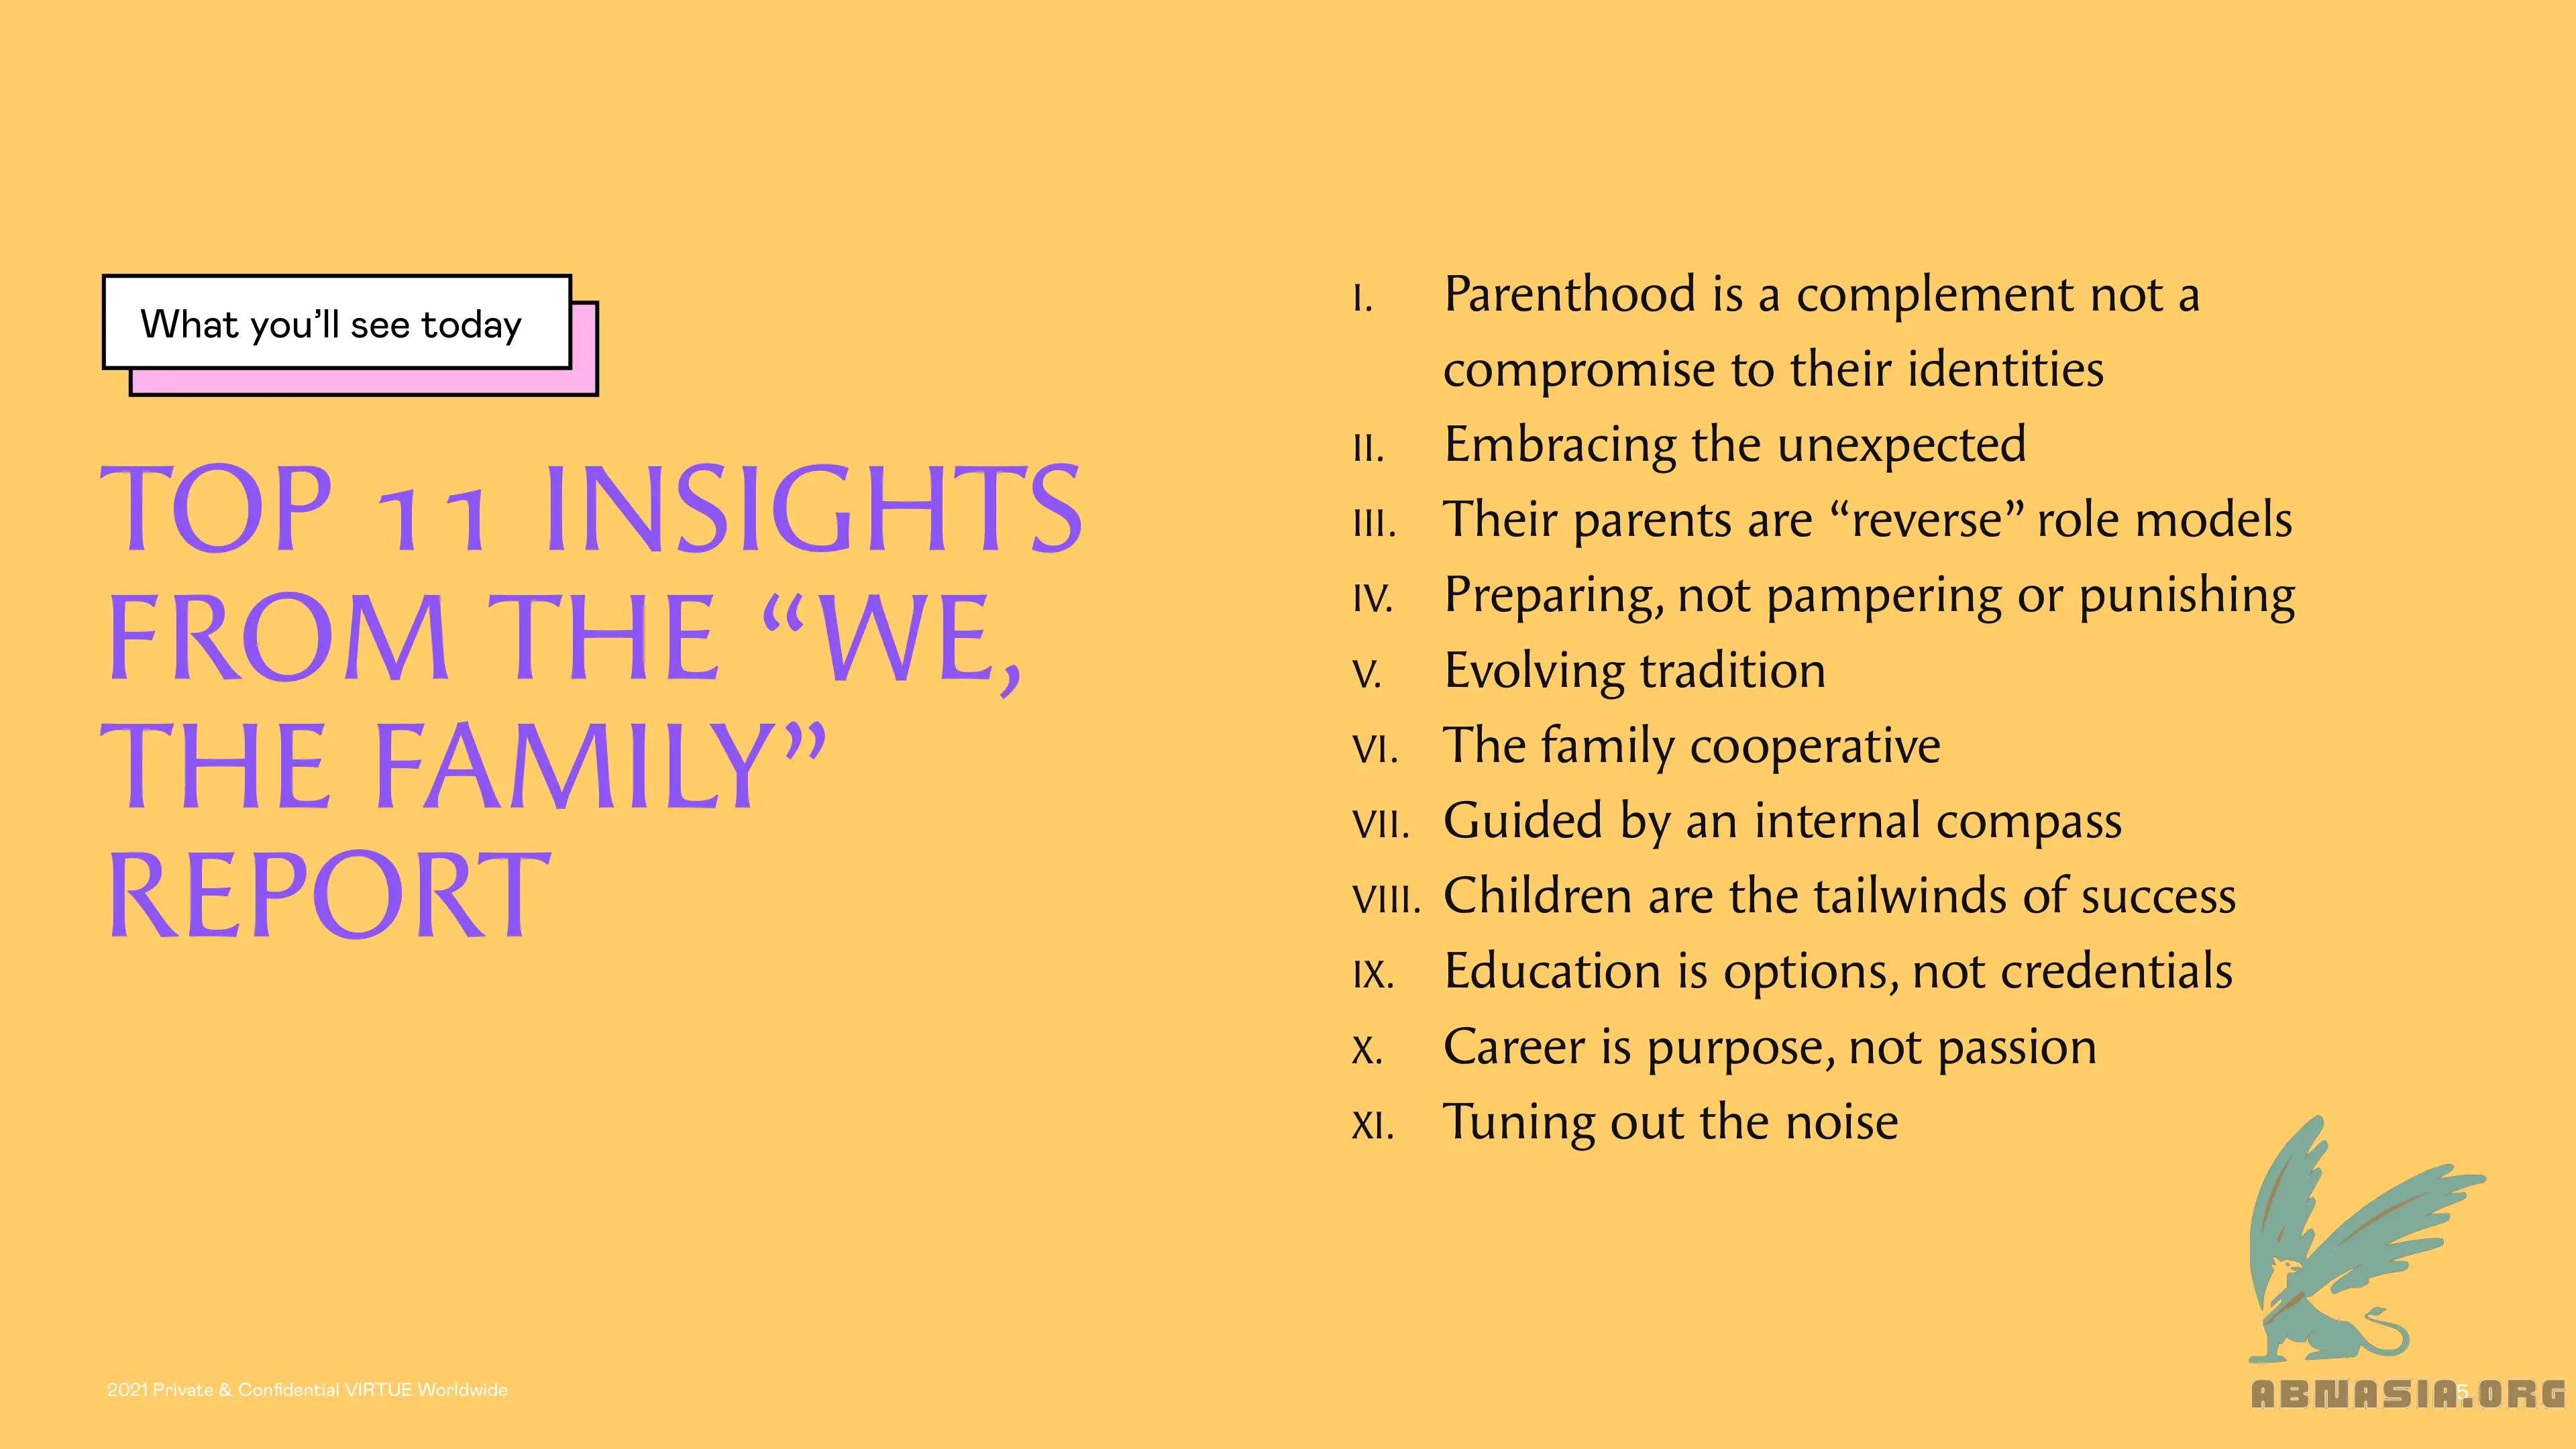 What you’ll see today
TOP 11 INSIGHTS
FROM THE “WE,
THE FAMILY”
REPORT
I. Parenthood is a complement not a
compromise to their identities
II. Embracing the unexpected
III. Their parents are “reverse” role models
IV. Preparing, not pampering or punishing
V. Evolving tradition
VI. The family cooperative
VII. Guided by an internal compass
VIII. Children are the tailwinds of success
IX. Education is options, not credentials
X. Career is purpose, not passion
XI. Tuning out the noise
2021 Private & Confidential VIRTUE Worldwide
5
ABNASIA.ORG